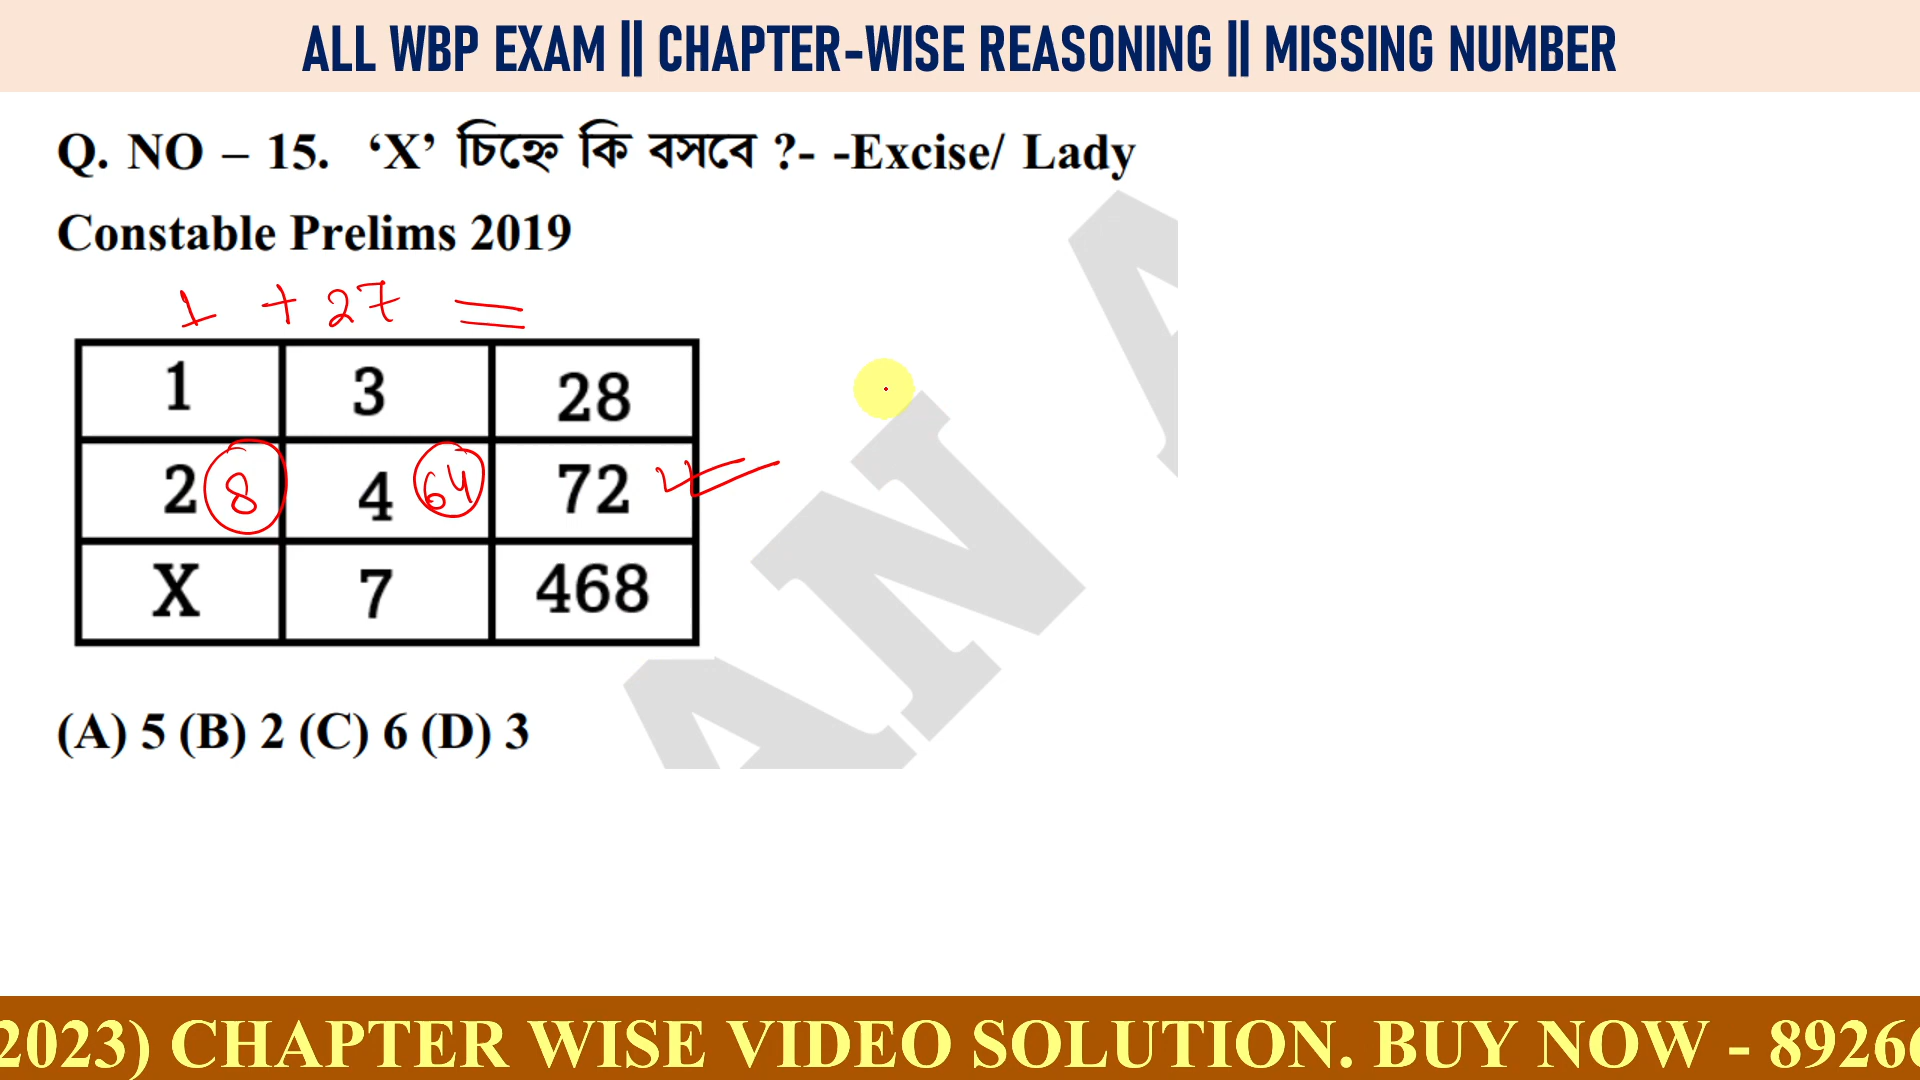 ALL WBP EXAM || CHAPTER-WISE REASONING || MISSING NUMBER
Q. NO – 15. ‘X’ চিহ্নে কি বসবে ?- -Excise/ Lady
Constable Prelims 2019
1 + 27 =
1 3 28
2 8 4 64 72
X 7 468
(A) 5 (B) 2 (C) 6 (D) 3
2023) CHAPTER WISE VIDEO SOLUTION. BUY NOW - 8926